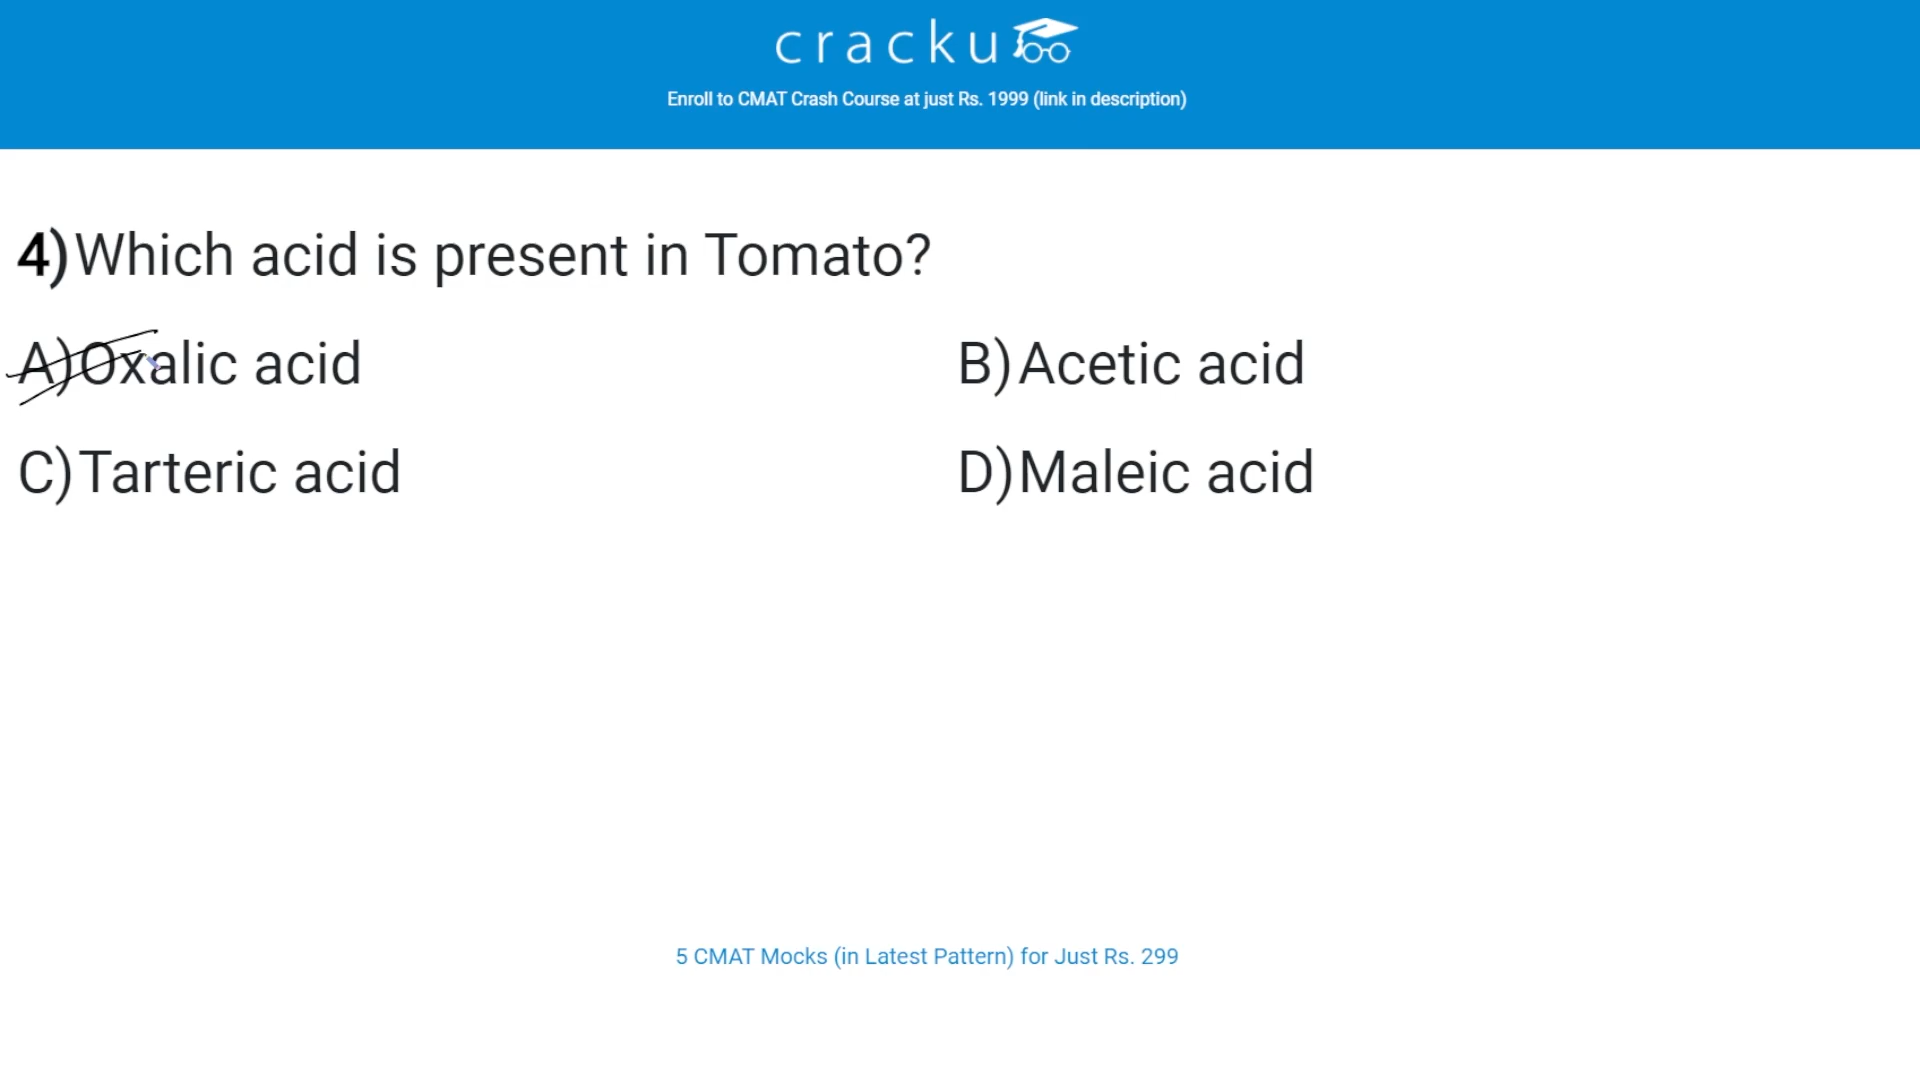 cracku
Enroll to CMAT Crash Course at just Rs. 1999 (link in description)
4)Which acid is present in Tomato?
A)Oxalic acid
B)Acetic acid
C)Tarteric acid
D)Maleic acid
5 CMAT Mocks (in Latest Pattern) for Just Rs. 299